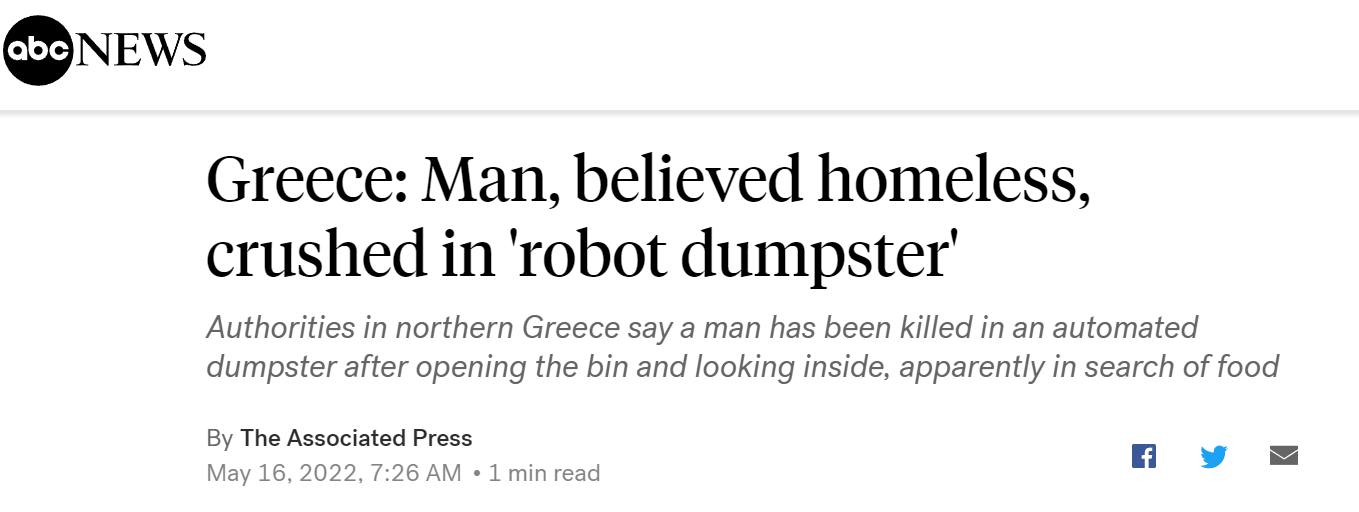 abc NEWS
Greece: Man, believed homeless,
crushed in 'robot dumpster'
Authorities in northern Greece say a man has been killed in an automated
dumpster after opening the bin and looking inside, apparently in search of food
By The Associated Press
May 16, 2022, 7:26 AM • 1 min read